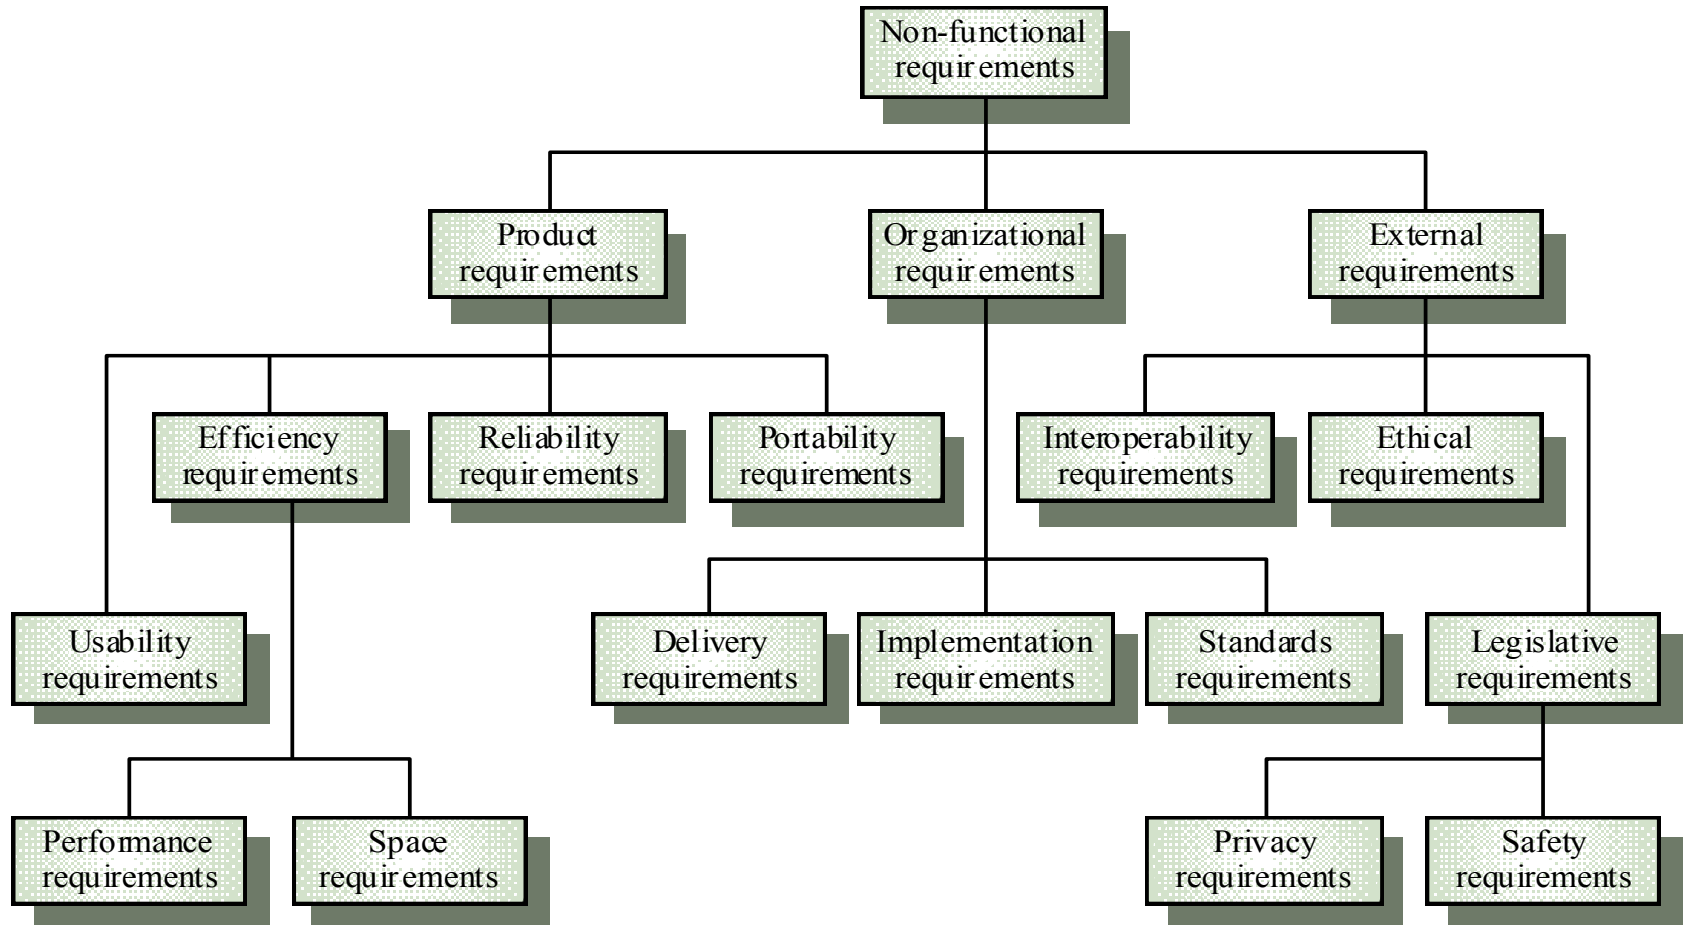 Non-functional
requirements
Product
requirements
Organizational
requirements
External
requirements
Efficiency
requirements
Reliability
requirements
Portability
requirements
Interoperability
requirements
Ethical
requirements
Usability
requirements
Delivery
requirements
Implementation
requirements
Standards
requirements
Legislative
requirements
Performance
requirements
Space
requirements
Privacy
requirements
Safety
requirements